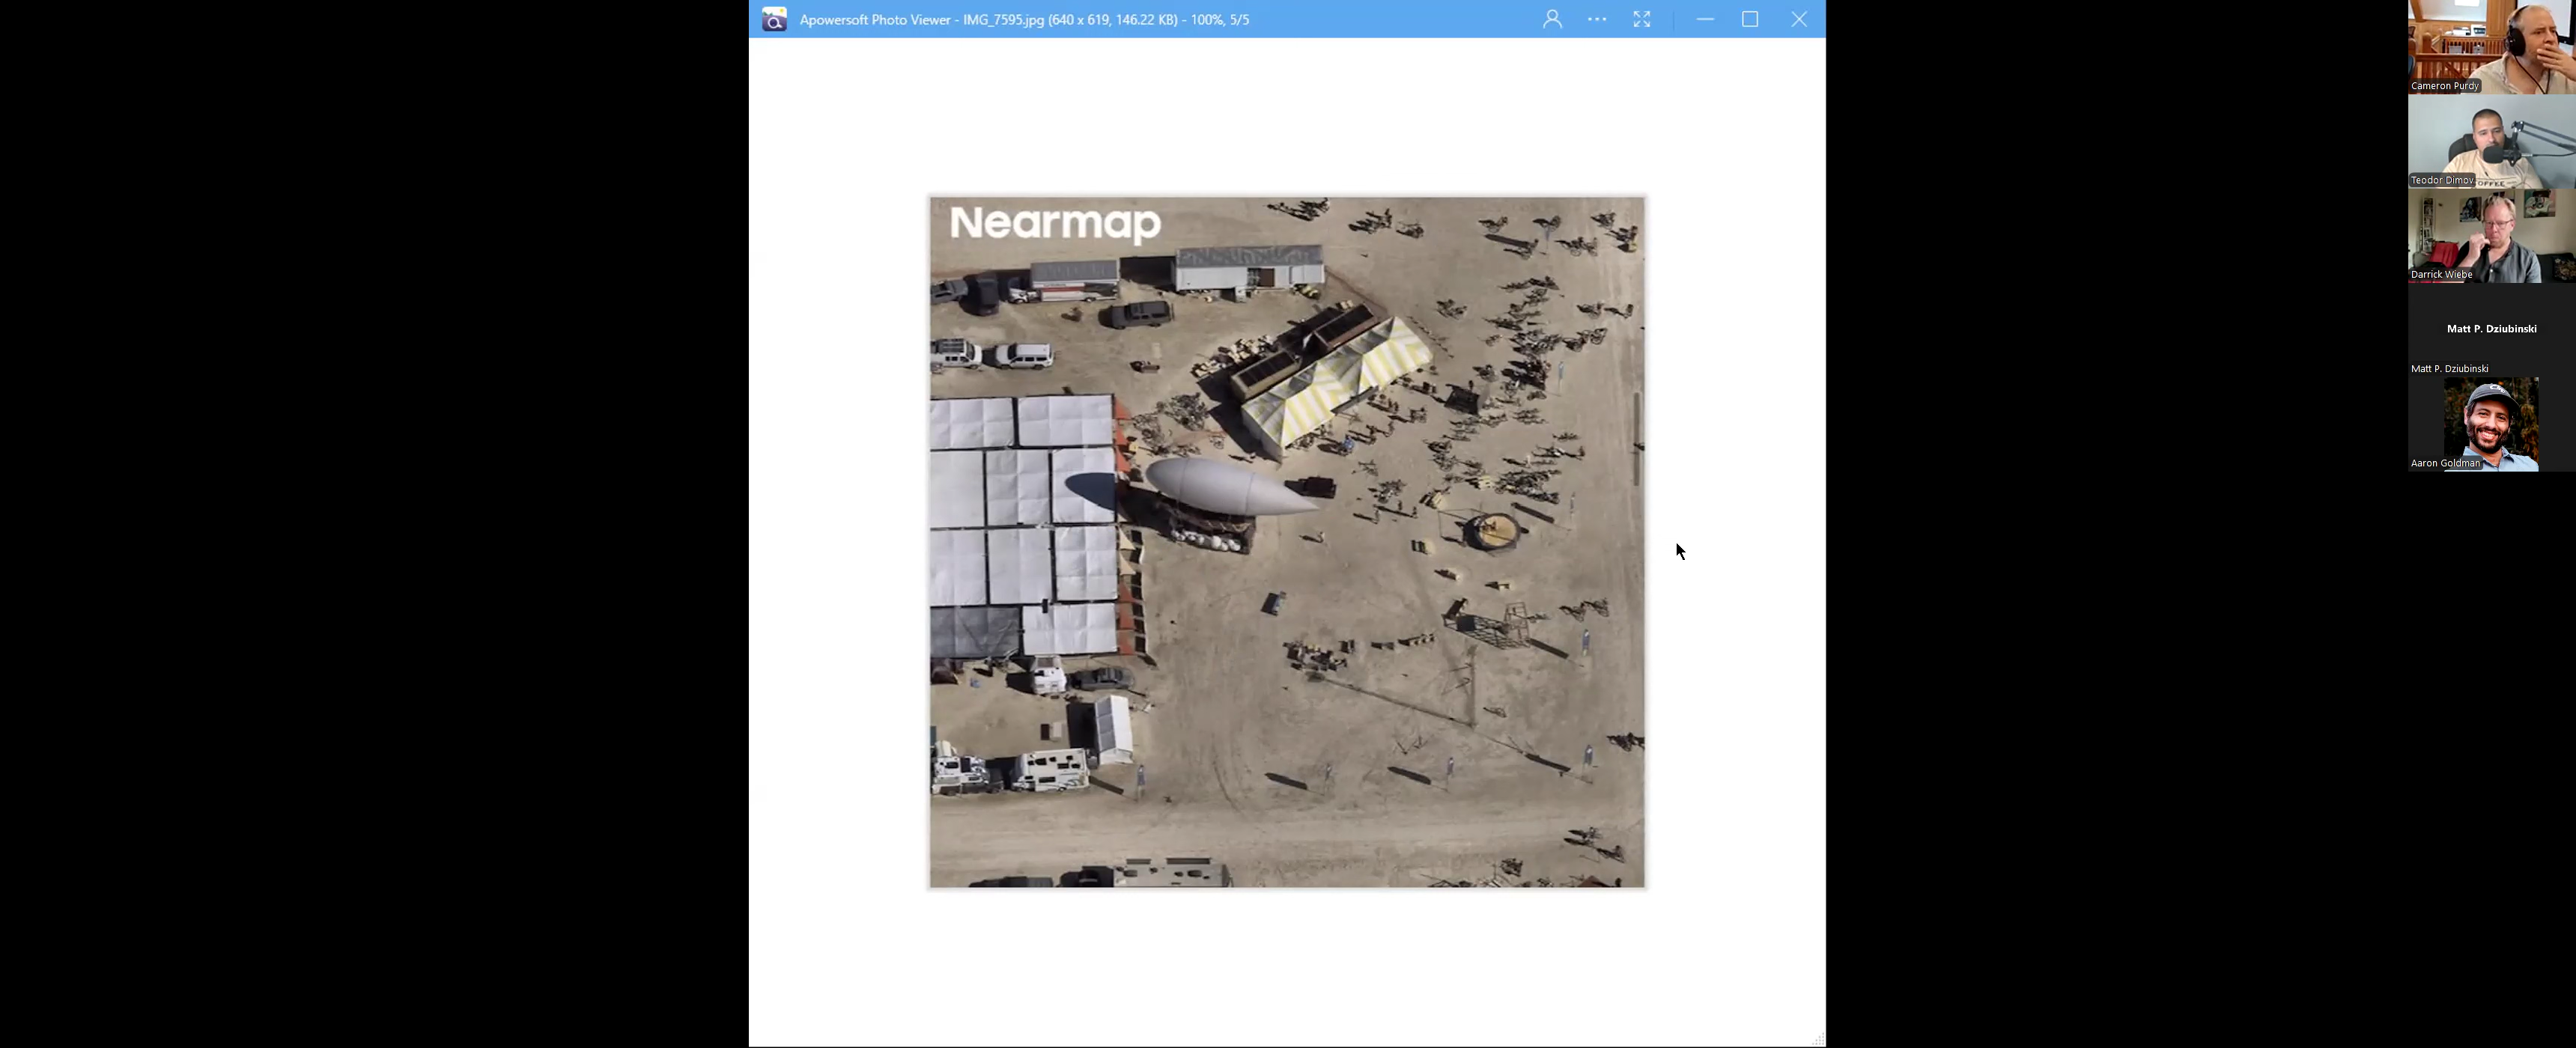 Apowersoft Photo Viewer - IMG_7595.jpg (640 x 619, 146.22 KB) - 100%, 5/5
Nearmap
Cameron Purdy
Teodor Dimov
OFFEE
Darrick Wiebe
Matt P. Dziubinski
Matt P. Dziubinski
Aaron Goldman